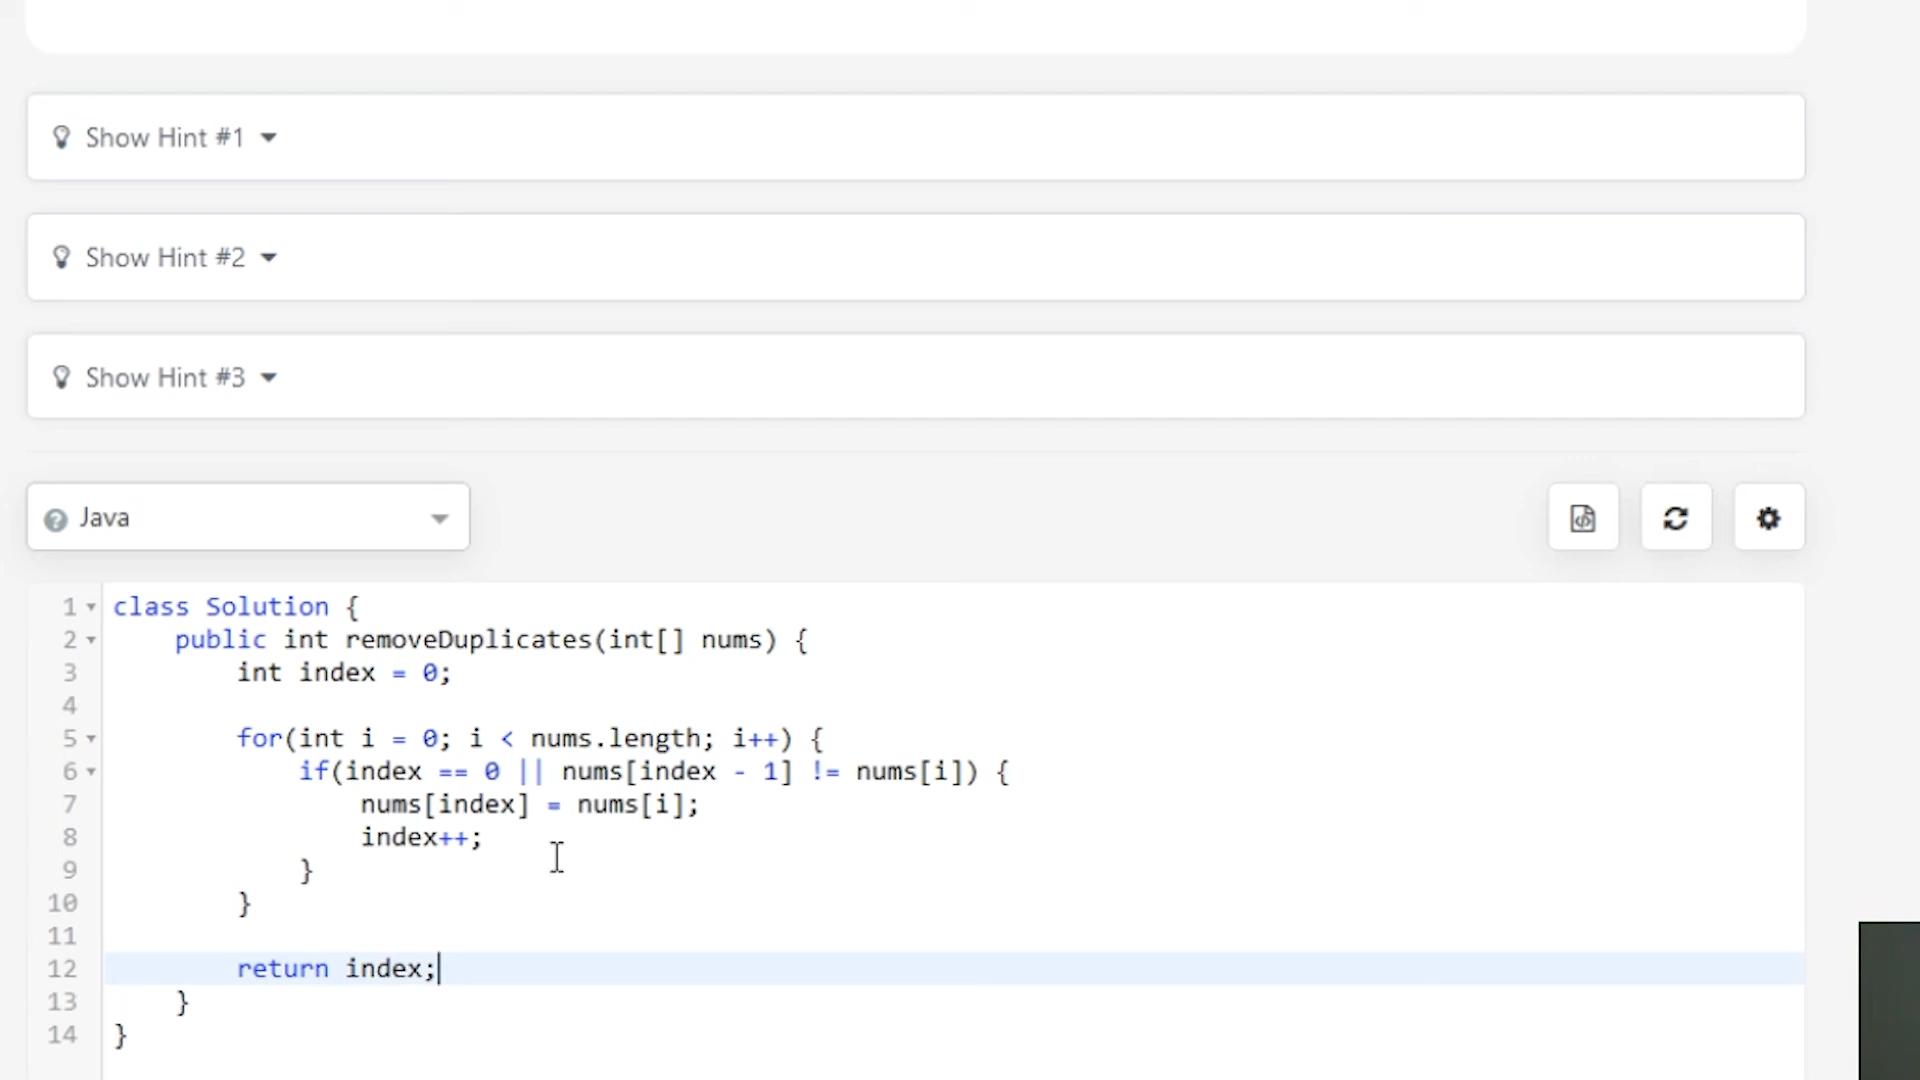 Show Hint #1
Show Hint #2
Show Hint #3
Java
1 class Solution {
2     public int removeDuplicates(int[] nums) {
3         int index = 0;
4
5         for(int i = 0; i < nums.length; i++) {
6             if(index == 0 || nums[index - 1] != nums[i]) {
7                 nums[index] = nums[i];
8                 index++;
9             }
10         }
11
12         return index;
13     }
14 }